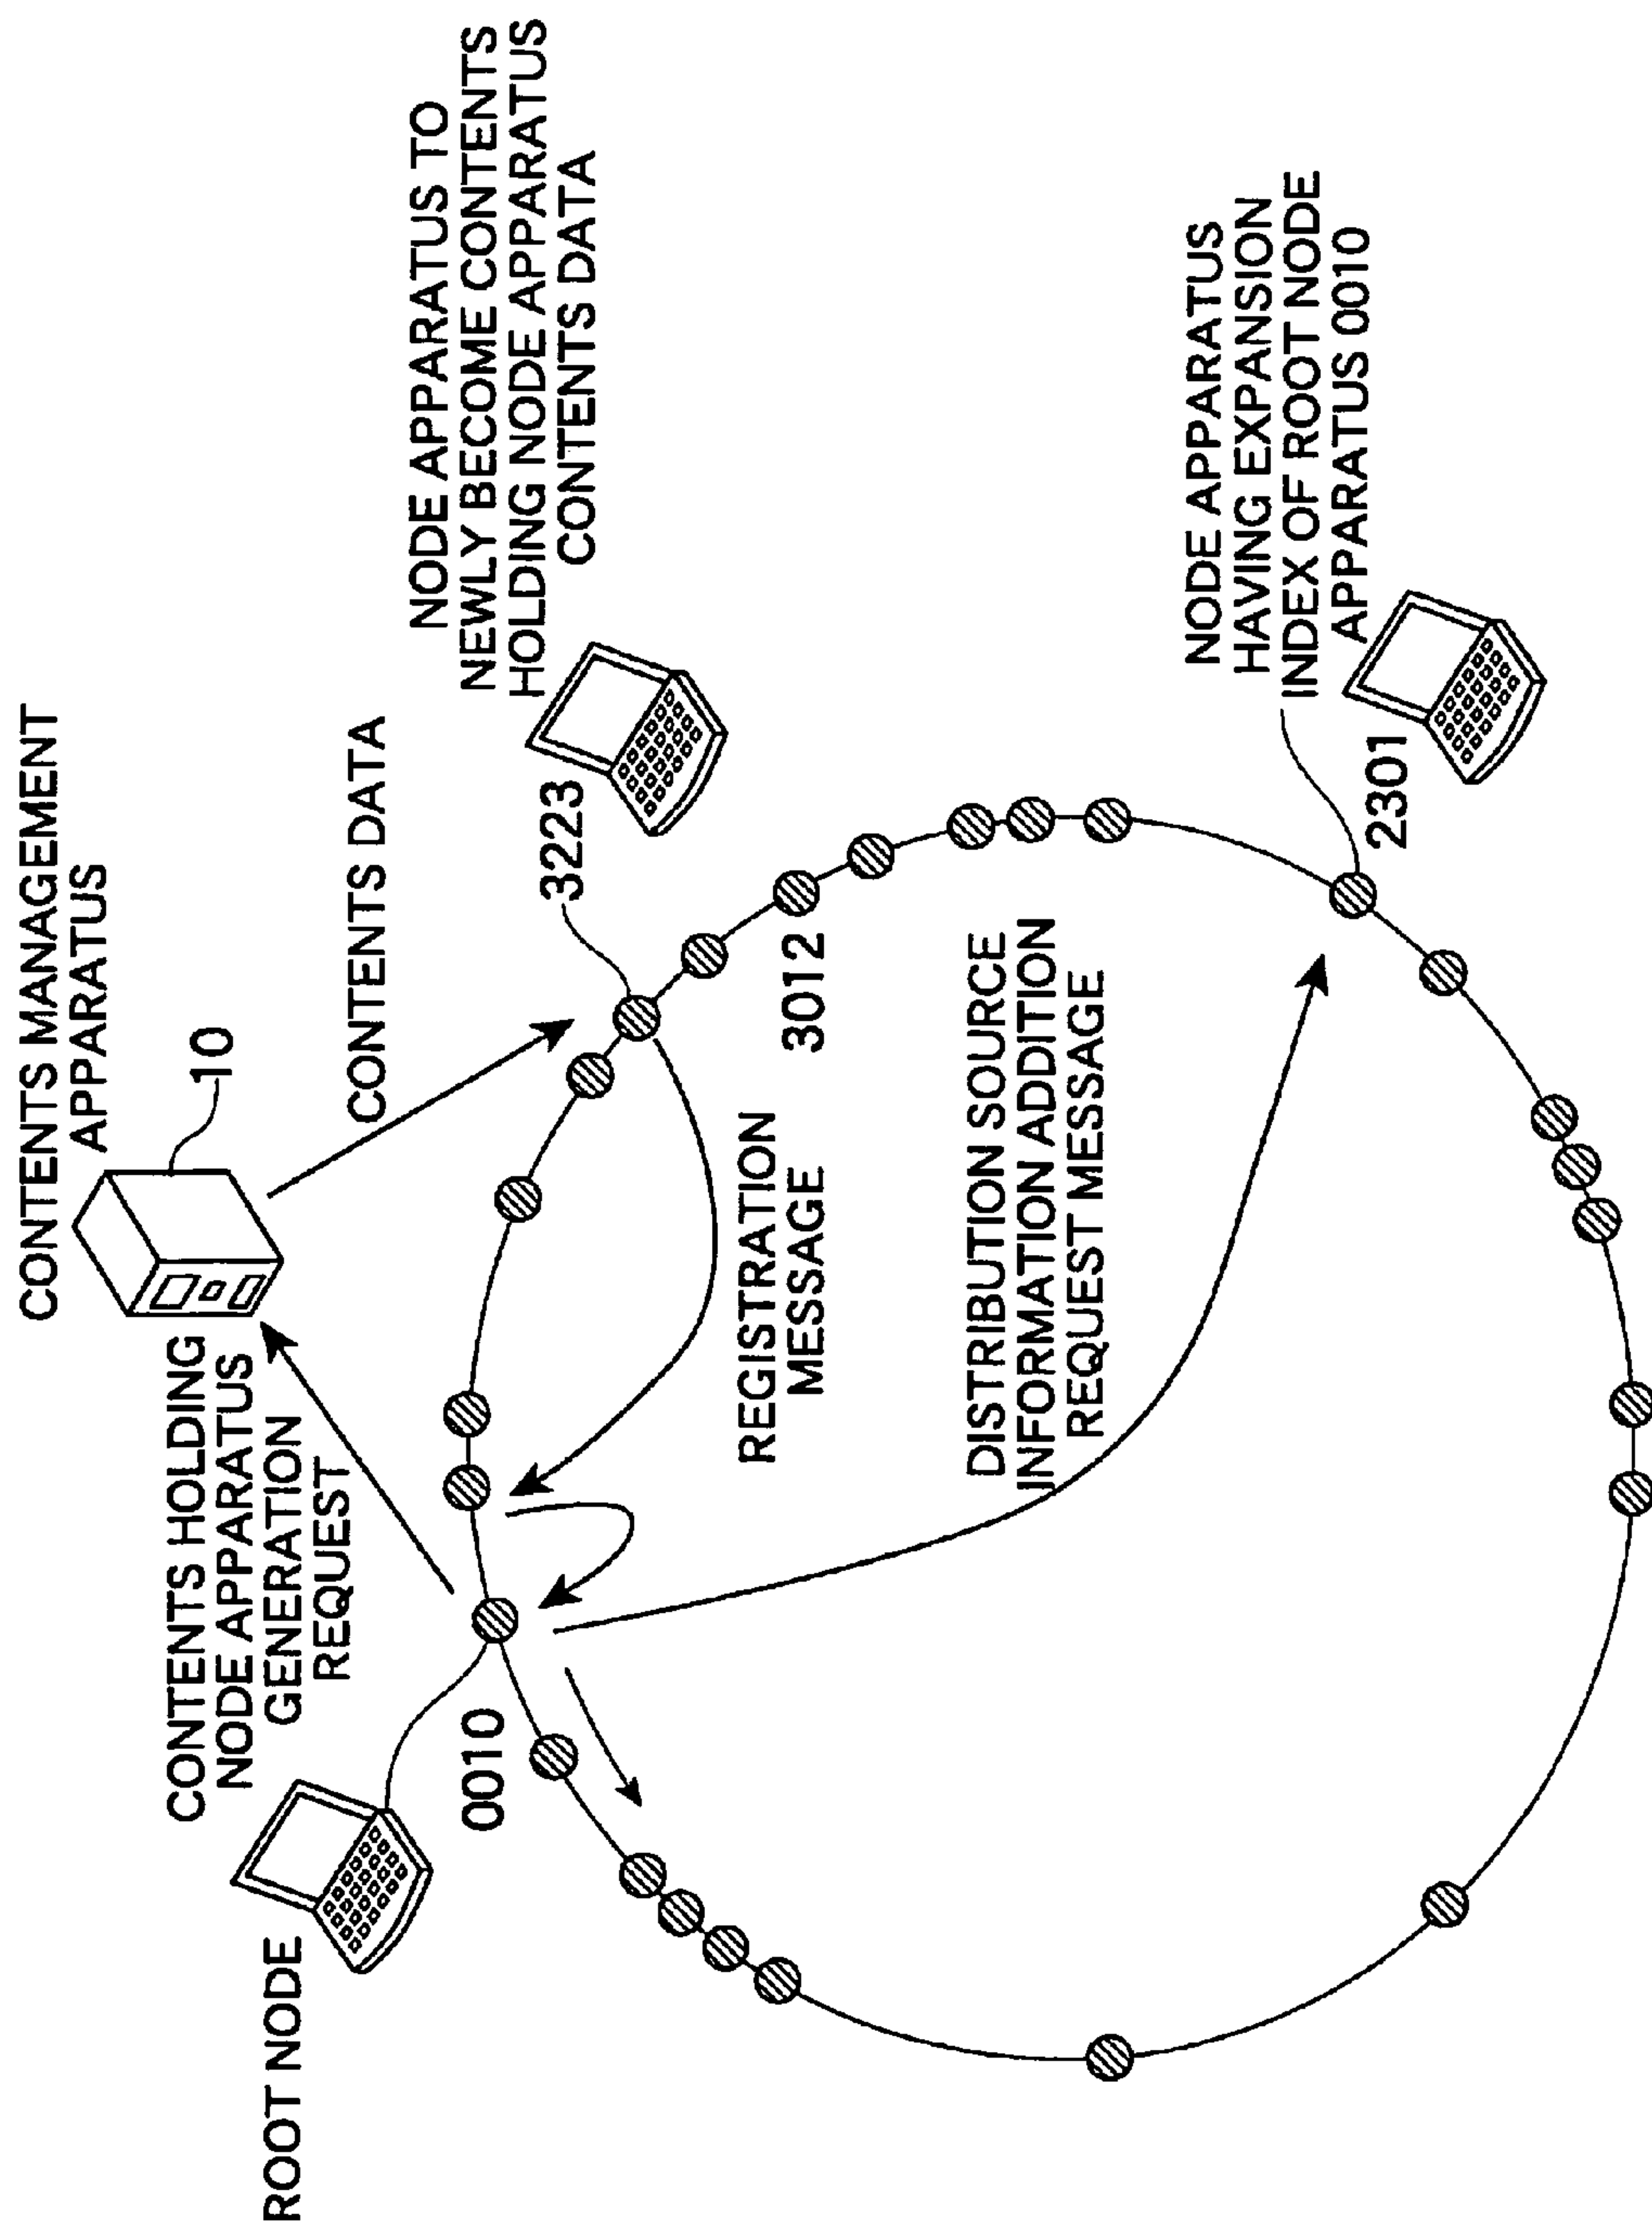 CONTENTS MANAGEMENT
APPARATUS
10
CONTENTS HOLDING
NODE APPARATUS
GENERATION
REQUEST
ROOT NODE
CONTENTS DATA
NODE APPARATUS TO
NEWLY BECOME CONTENTS
HOLDING NODE APPARATUS
CONTENTS DATA
0010
3223
REGISTRATION
MESSAGE
3012
DISTRIBUTION SOURCE
INFORMATION ADDITION
REQUEST MESSAGE
NODE APPARATUS
HAVING EXPANSION
INDEX OF ROOT NODE
APPARATUS 0010
2301